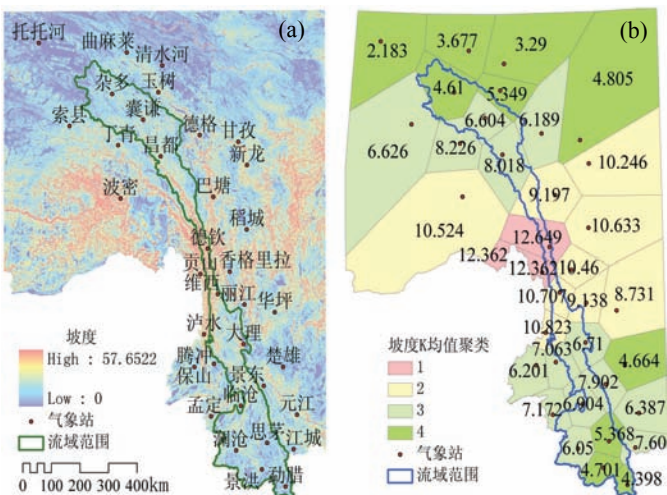 (a)
托托河
曲麻莱
清水河
杂多
玉树
索县
囊谦
丁青
昌都
德格
甘孜
新龙
波密
巴塘
稻城
德钦
贡山
香格里拉
维西
丽江
华坪
泸水
大理
腾冲
保山
楚雄
景东
临沧
孟定
元江
澜沧
思茅
江城
景洪
勐腊
坡度
High : 57.6522
Low : 0
气象站
流域范围
0 100 200 300 400km
(b)
2.183
3.677
3.29
4.805
4.61
5.349
6.604
6.189
6.626
8.226
8.018
10.246
9.197
10.524
10.633
12.649
12.362
12.362
10.46
10.707
9.138
8.731
10.823
7.063
6.71
4.664
6.201
7.902
7.172
6.904
6.387
6.05
5.368
7.60
4.701
4.398
坡度K均值聚类
1
2
3
4
气象站
流域范围